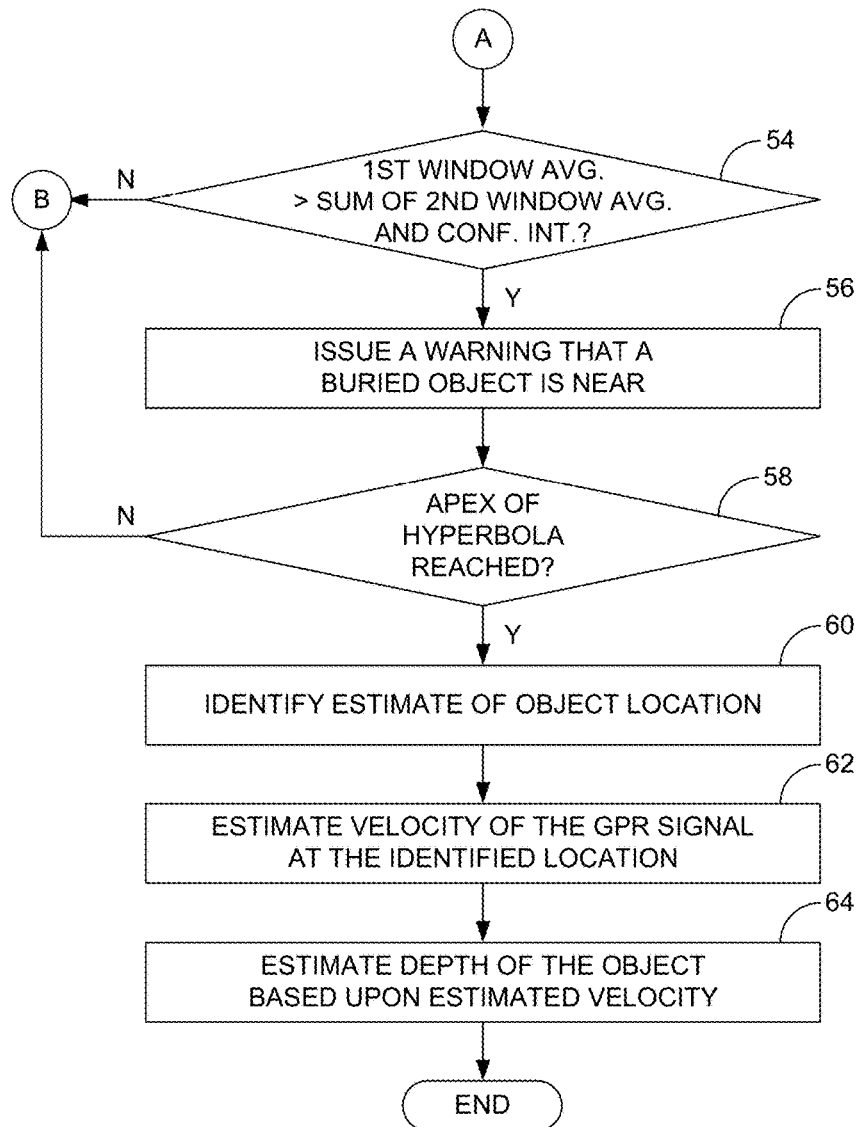 A
54
1ST WINDOW AVG.
> SUM OF 2ND WINDOW AVG.
AND CONF. INT.?
N
B
Y
56
ISSUE A WARNING THAT A
BURIED OBJECT IS NEAR
58
APEX OF
HYPERBOLA
REACHED?
N
Y
60
IDENTIFY ESTIMATE OF OBJECT LOCATION
62
ESTIMATE VELOCITY OF THE GPR SIGNAL
AT THE IDENTIFIED LOCATION
64
ESTIMATE DEPTH OF THE OBJECT
BASED UPON ESTIMATED VELOCITY
END